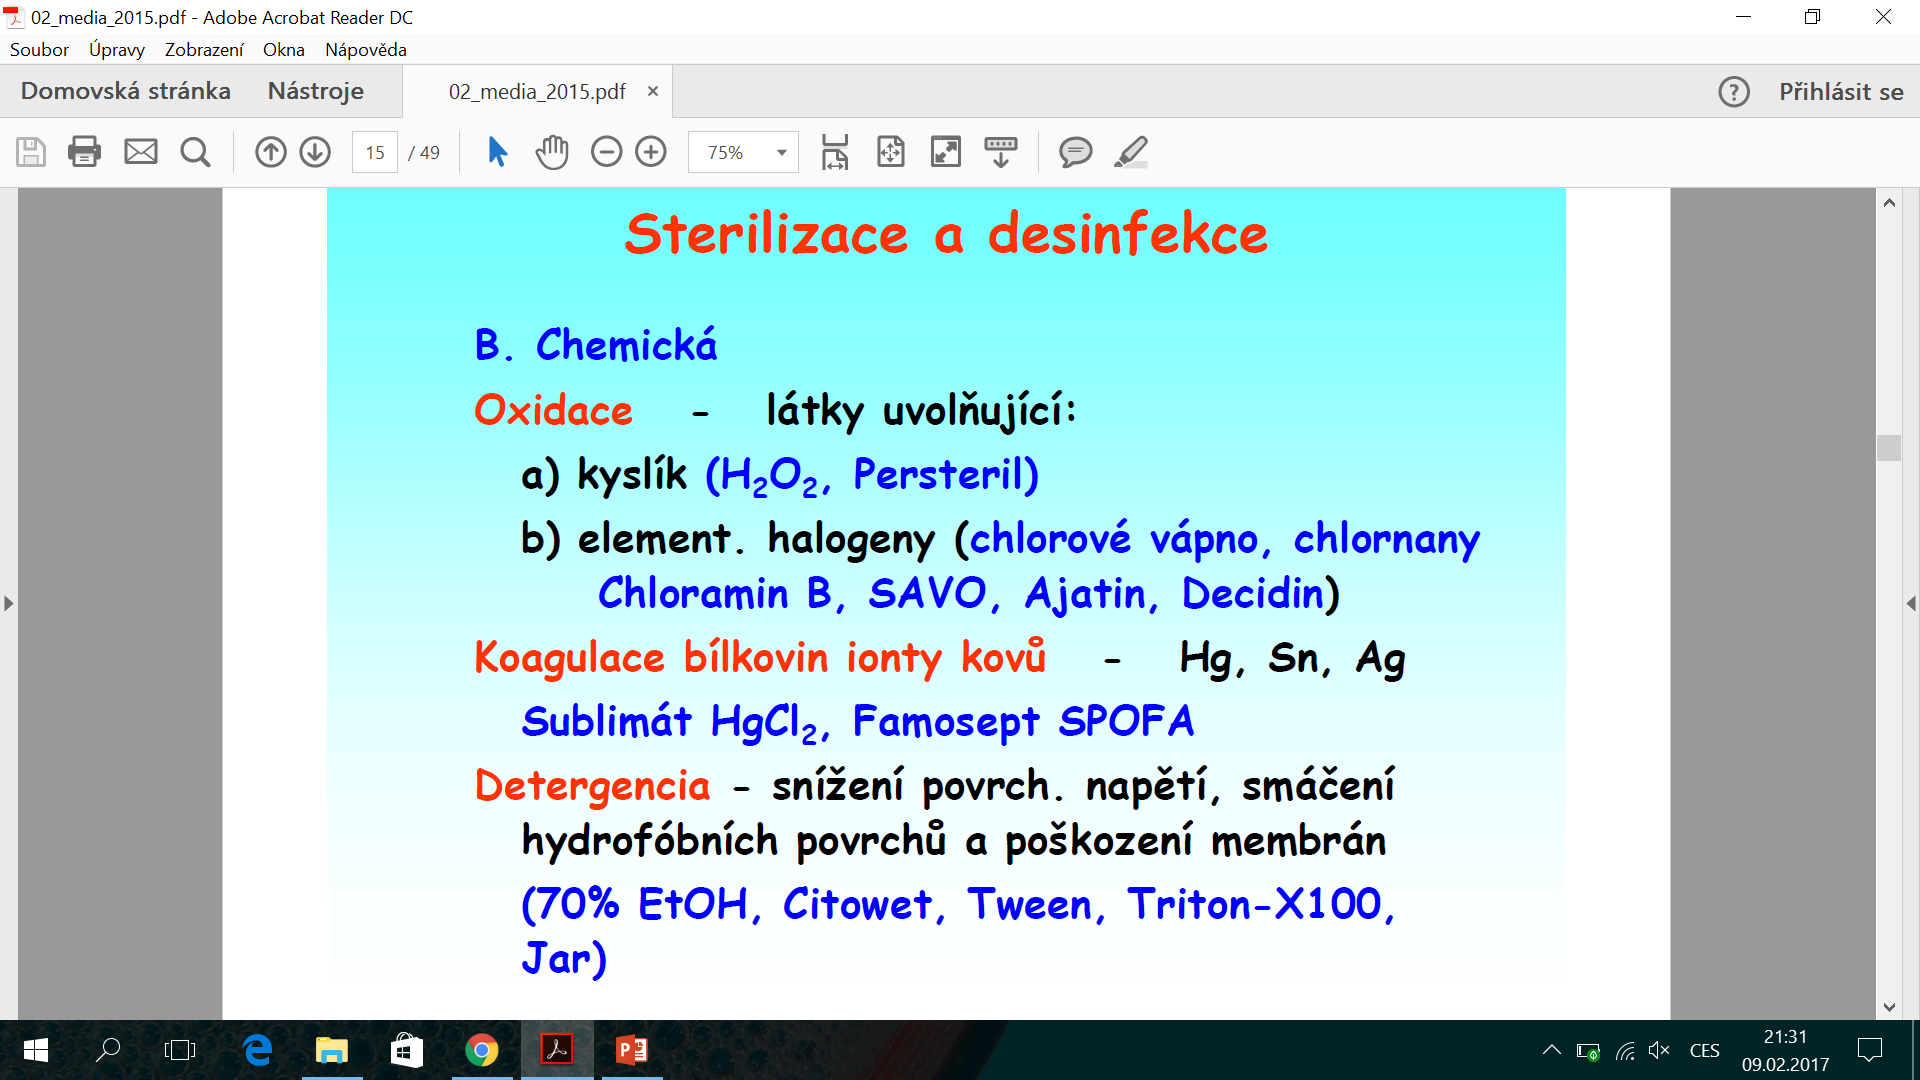 02_media_2015.pdf - Adobe Acrobat Reader DC
Soubor Úpravy Zobrazení Okna Nápověda
Domovská stránka Nástroje 02_media_2015.pdf × ? Přihlásit se
15 / 49 75%
Sterilizace a desinfekce
B. Chemická
Oxidace - látky uvolňující:
a) kyslík (H₂O₂, Persteril)
b) element. halogeny (chlorové vápno, chlornany
Chloramin B, SAVO, Ajatin, Decidin)
Koagulace bílkovin ionty kovů - Hg, Sn, Ag
Sublimát HgCl₂, Famosept SPOFA
Detergencia - snížení povrch. napětí, smáčení
hydrofóbních povrchů a poškození membrán
(70% EtOH, Citowet, Tween, Triton-X100,
Jar)
CES
21:31
09.02.2017